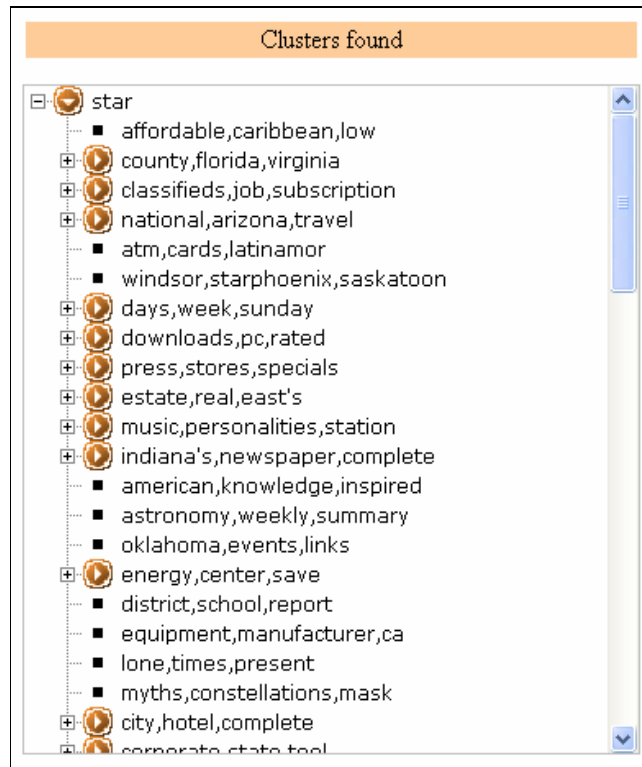 Clusters found
star
affordable,caribbean,low
county,florida,virginia
classifieds,job,subscription
national,arizona,travel
atm,cards,latinamor
windsor,starphoenix,saskatoon
days,week,sunday
downloads,pc,rated
press,stores,specials
estate,real,east's
music,personalities,station
indiana's,newspaper,complete
american,knowledge,inspired
astronomy,weekly,summary
oklahoma,events,links
energy,center,save
district,school,report
equipment,manufacturer,ca
lone,times,present
myths,constellations,mask
city,hotel,complete
corporate,state,tool